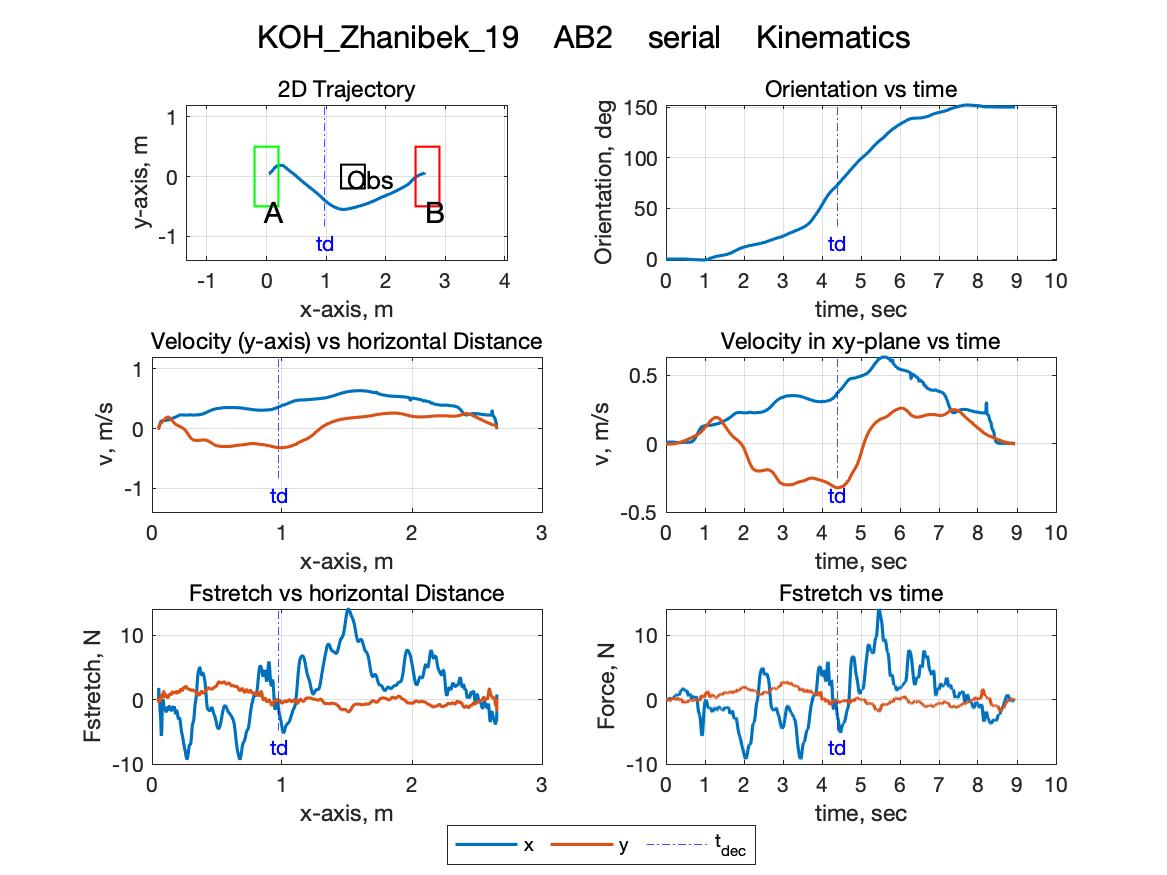 KOH_Zhanibek_19 AB2 serial Kinematics
2D Trajectory
1
0
-1
y-axis, m
A
Obs
B
td
-1 0 1 2 3 4
x-axis, m
Orientation vs time
150
100
50
0
Orientation, deg
td
0 1 2 3 4 5 6 7 8 9 10
time, sec
Velocity (y-axis) vs horizontal Distance
1
0
-1
v, m/s
td
0 1 2 3
x-axis, m
Velocity in xy-plane vs time
0.5
0
-0.5
v, m/s
td
0 1 2 3 4 5 6 7 8 9 10
time, sec
Fstretch vs horizontal Distance
10
0
-10
Fstretch, N
td
0 1 2 3
x-axis, m
Fstretch vs time
10
0
-10
Force, N
td
0 1 2 3 4 5 6 7 8 9 10
time, sec
x y t_dec